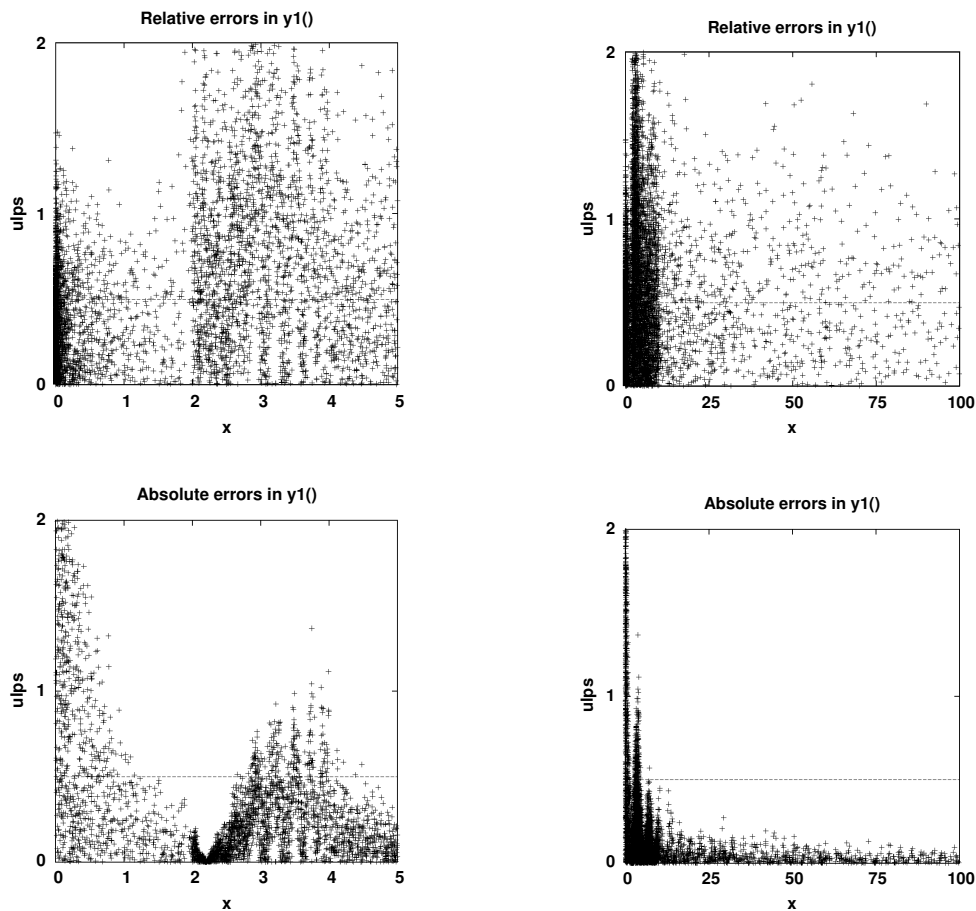 Relative errors in y1()
2
1
0
ulps
0 1 2 3 4 5
x
Relative errors in y1()
2
1
0
ulps
0 25 50 75 100
x
Absolute errors in y1()
2
1
0
ulps
0 1 2 3 4 5
x
Absolute errors in y1()
2
1
0
ulps
0 25 50 75 100
x